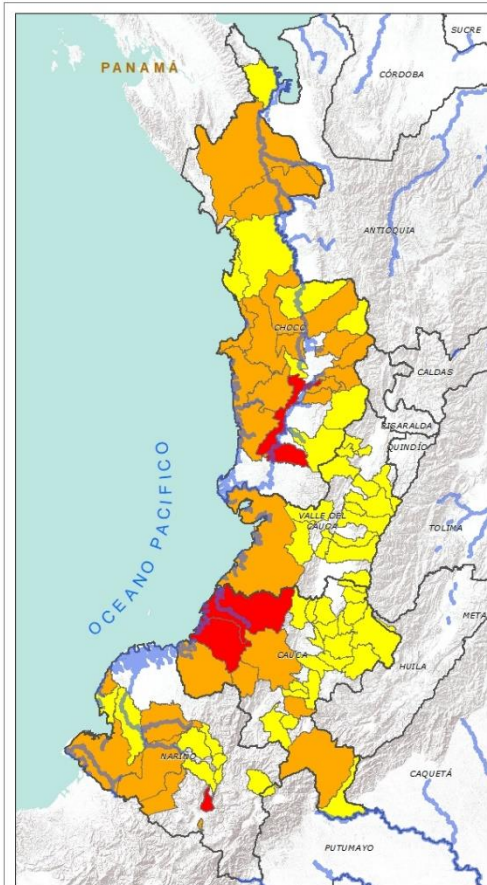 SUCRE
PANAMÁ
CÓRDOBA
ANTIOQUIA
CHOCO
CALDAS
RISARALDA
QUINDÍO
OCEANO PACIFICO
VALLE DEL
CAUCA
TOLIMA
META
CAUCA
HUILA
NARIÑO
CAQUETÁ
PUTUMAYO